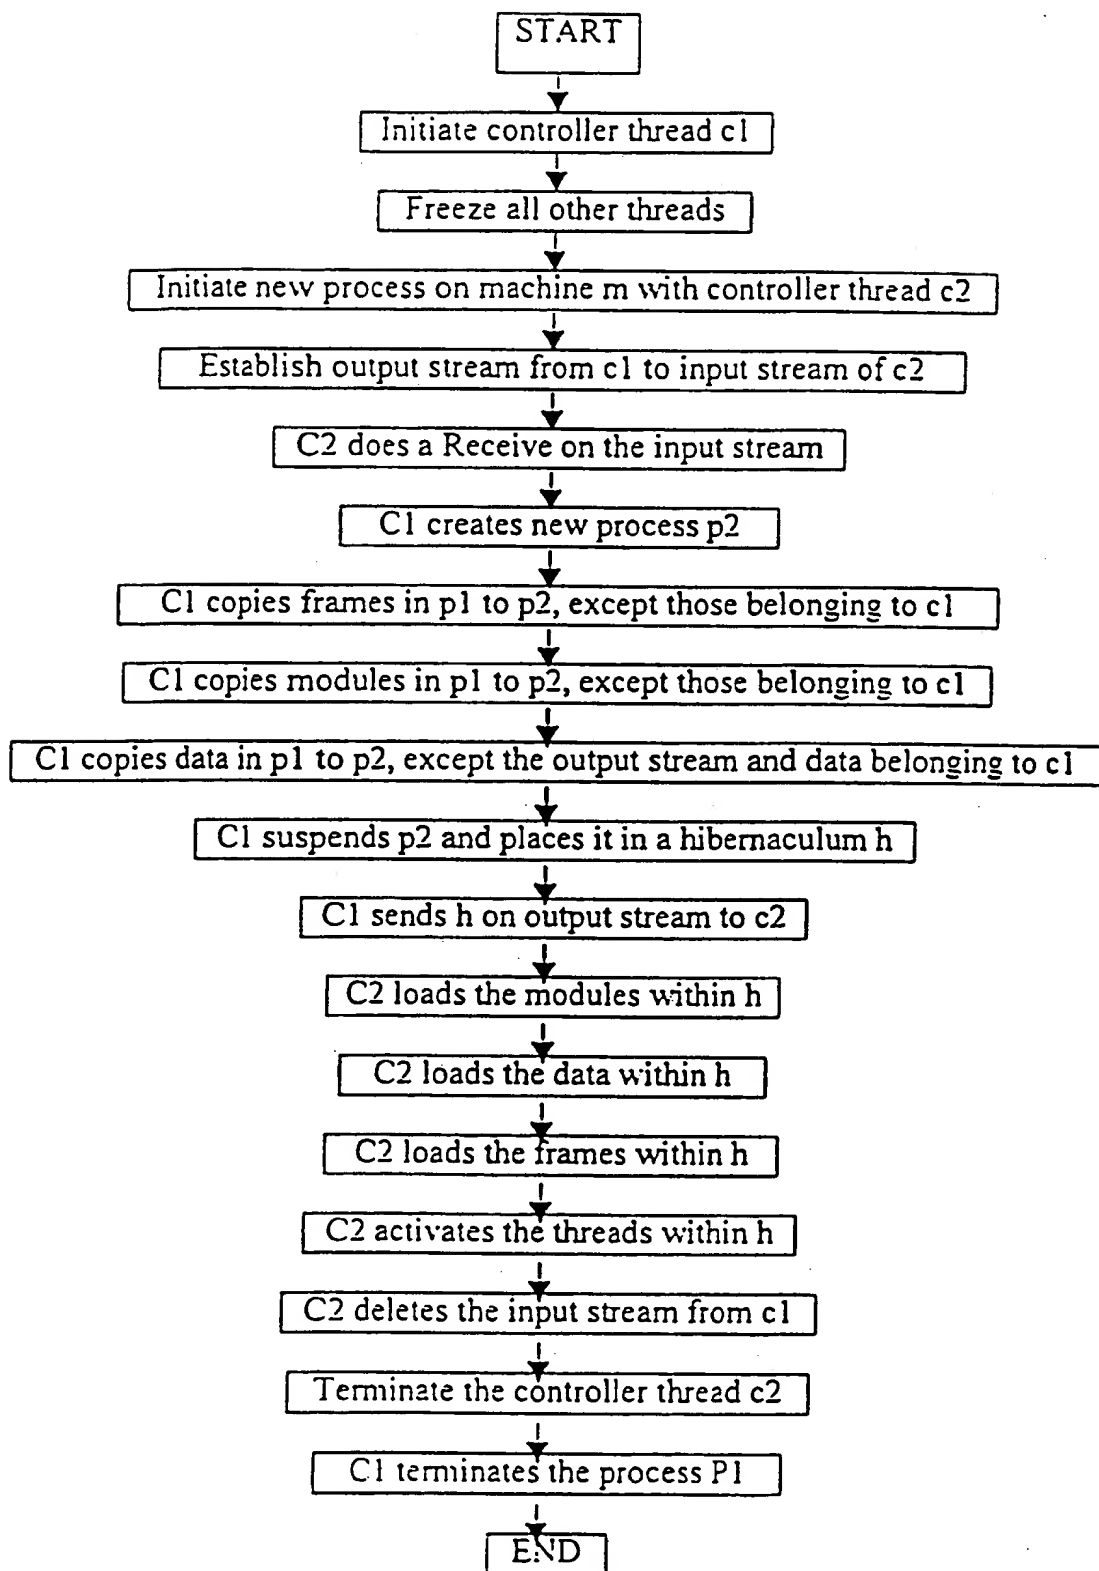 START
Initiate controller thread c1
Freeze all other threads
Initiate new process on machine m with controller thread c2
Establish output stream from c1 to input stream of c2
C2 does a Receive on the input stream
C1 creates new process p2
C1 copies frames in p1 to p2, except those belonging to c1
C1 copies modules in p1 to p2, except those belonging to c1
C1 copies data in p1 to p2, except the output stream and data belonging to c1
C1 suspends p2 and places it in a hibernaculum h
C1 sends h on output stream to c2
C2 loads the modules within h
C2 loads the data within h
C2 loads the frames within h
C2 activates the threads within h
C2 deletes the input stream from c1
Terminate the controller thread c2
C1 terminates the process P1
END